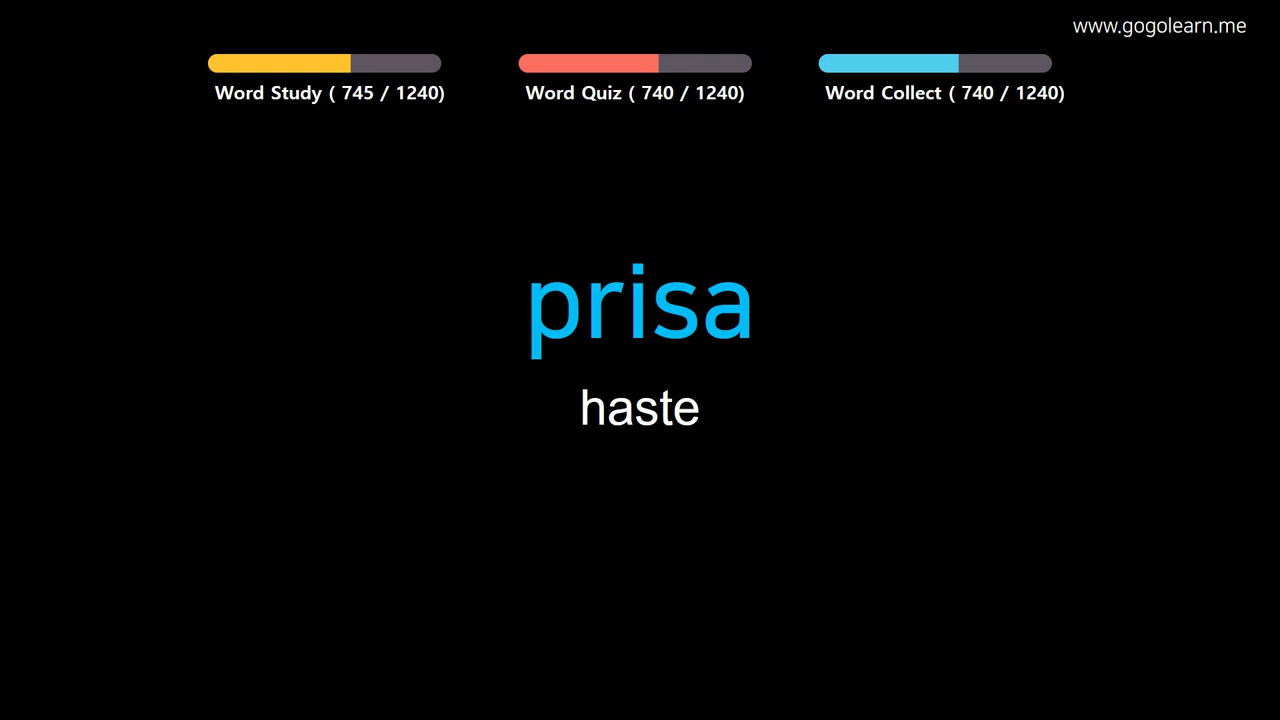 www.gogolearn.me
Word Study ( 745 / 1240)
Word Quiz ( 740 / 1240)
Word Collect ( 740 / 1240)
prisa
haste